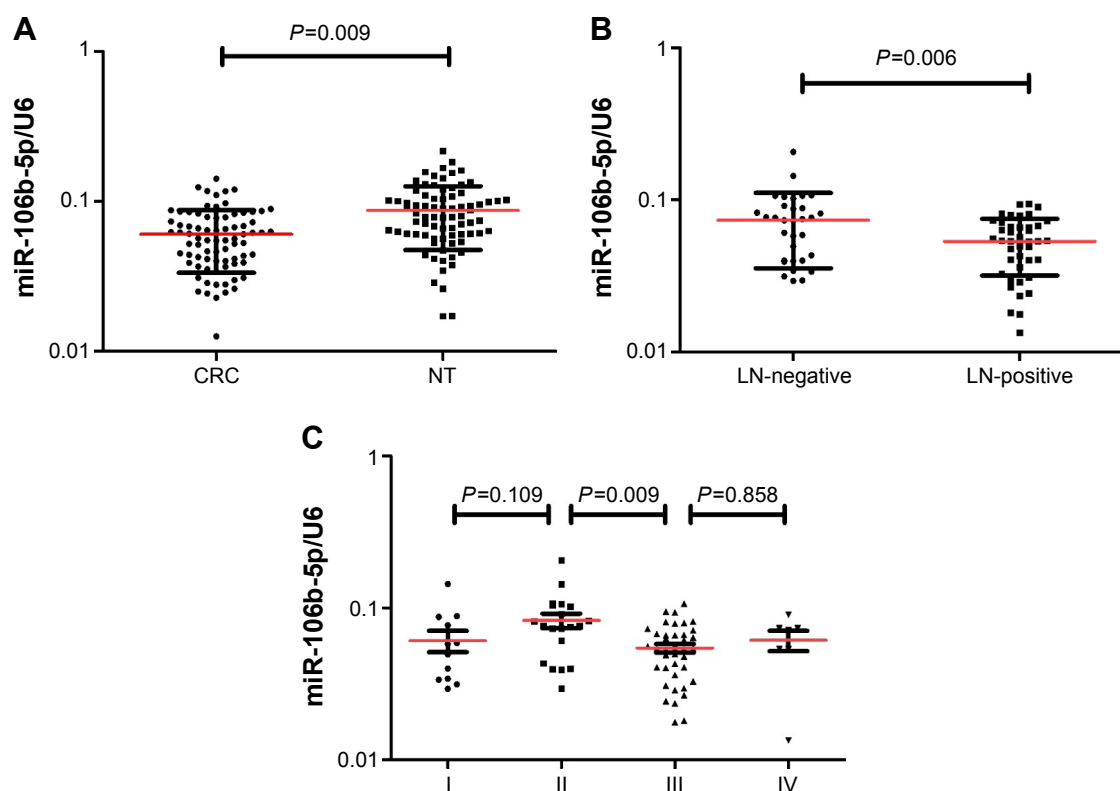 A
P=0.009
1
miR-106b-5p/U6
0.1
0.01
CRC
NT
B
P=0.006
1
miR-106b-5p/U6
0.1
0.01
LN-negative
LN-positive
C
1
P=0.109
P=0.009
P=0.858
miR-106b-5p/U6
0.1
0.01
I
II
III
IV